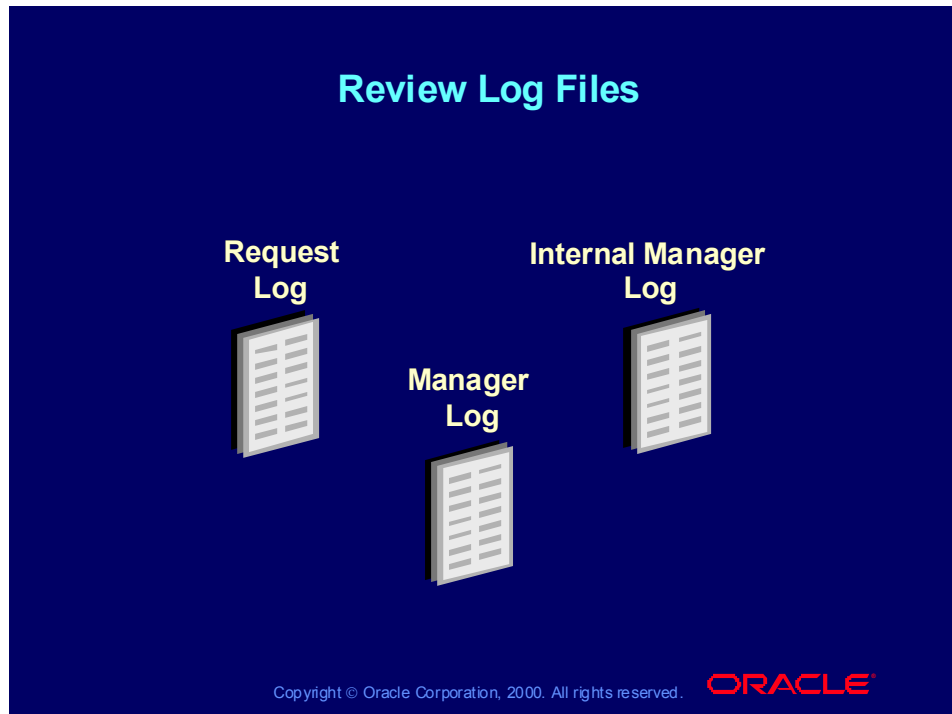 Review Log Files
Request
Log
Internal Manager
Log
Manager
Log
Copyright © Oracle Corporation, 2000. All rights reserved.
ORACLE®